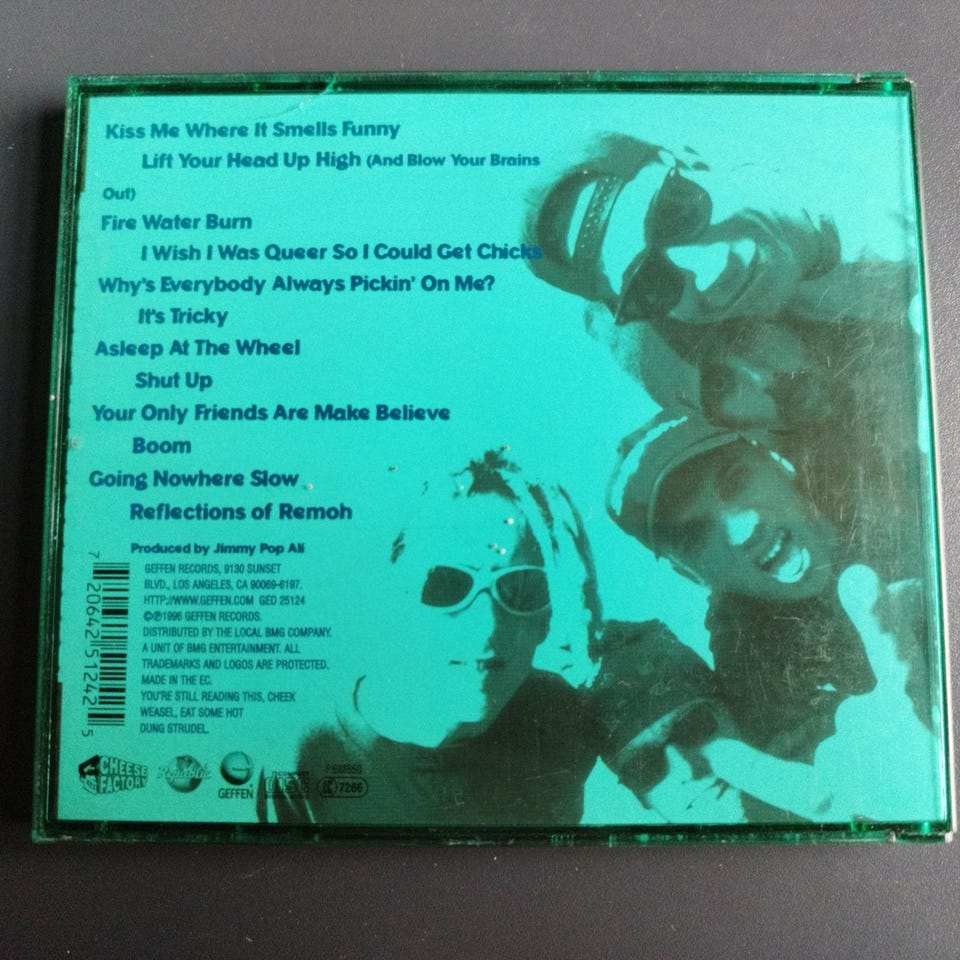 Kiss Me Where It Smells Funny
Lift Your Head Up High (And Blow Your Brains
Out)
Fire Water Burn
I Wish I Was Queer So I Could Get Chicks
Why's Everybody Always Pickin' On Me?
It's Tricky
Asleep At The Wheel
Shut Up
Your Only Friends Are Make Believe
Boom
Going Nowhere Slow
Reflections of Remoh
Produced by Jimmy Pop Ali
GEFFEN RECORDS, 9130 SUNSET
BLVD., LOS ANGELES, CA 90069-6197.
HTTP://WWW.GEFFEN.COM GED 25124
©℗1996 GEFFEN RECORDS.
DISTRIBUTED BY THE LOCAL BMG COMPANY.
A UNIT OF BMG ENTERTAINMENT. ALL
TRADEMARKS AND LOGOS ARE PROTECTED.
MADE IN THE EC.
YOU'RE STILL READING THIS, CHEEK
WEASEL, EAT SOME HOT
DUNG STRUDEL.
7 20642 51242 5
CHEESE
FACTORY
Republic
GEFFEN
COMPACT
disc
LC 7266